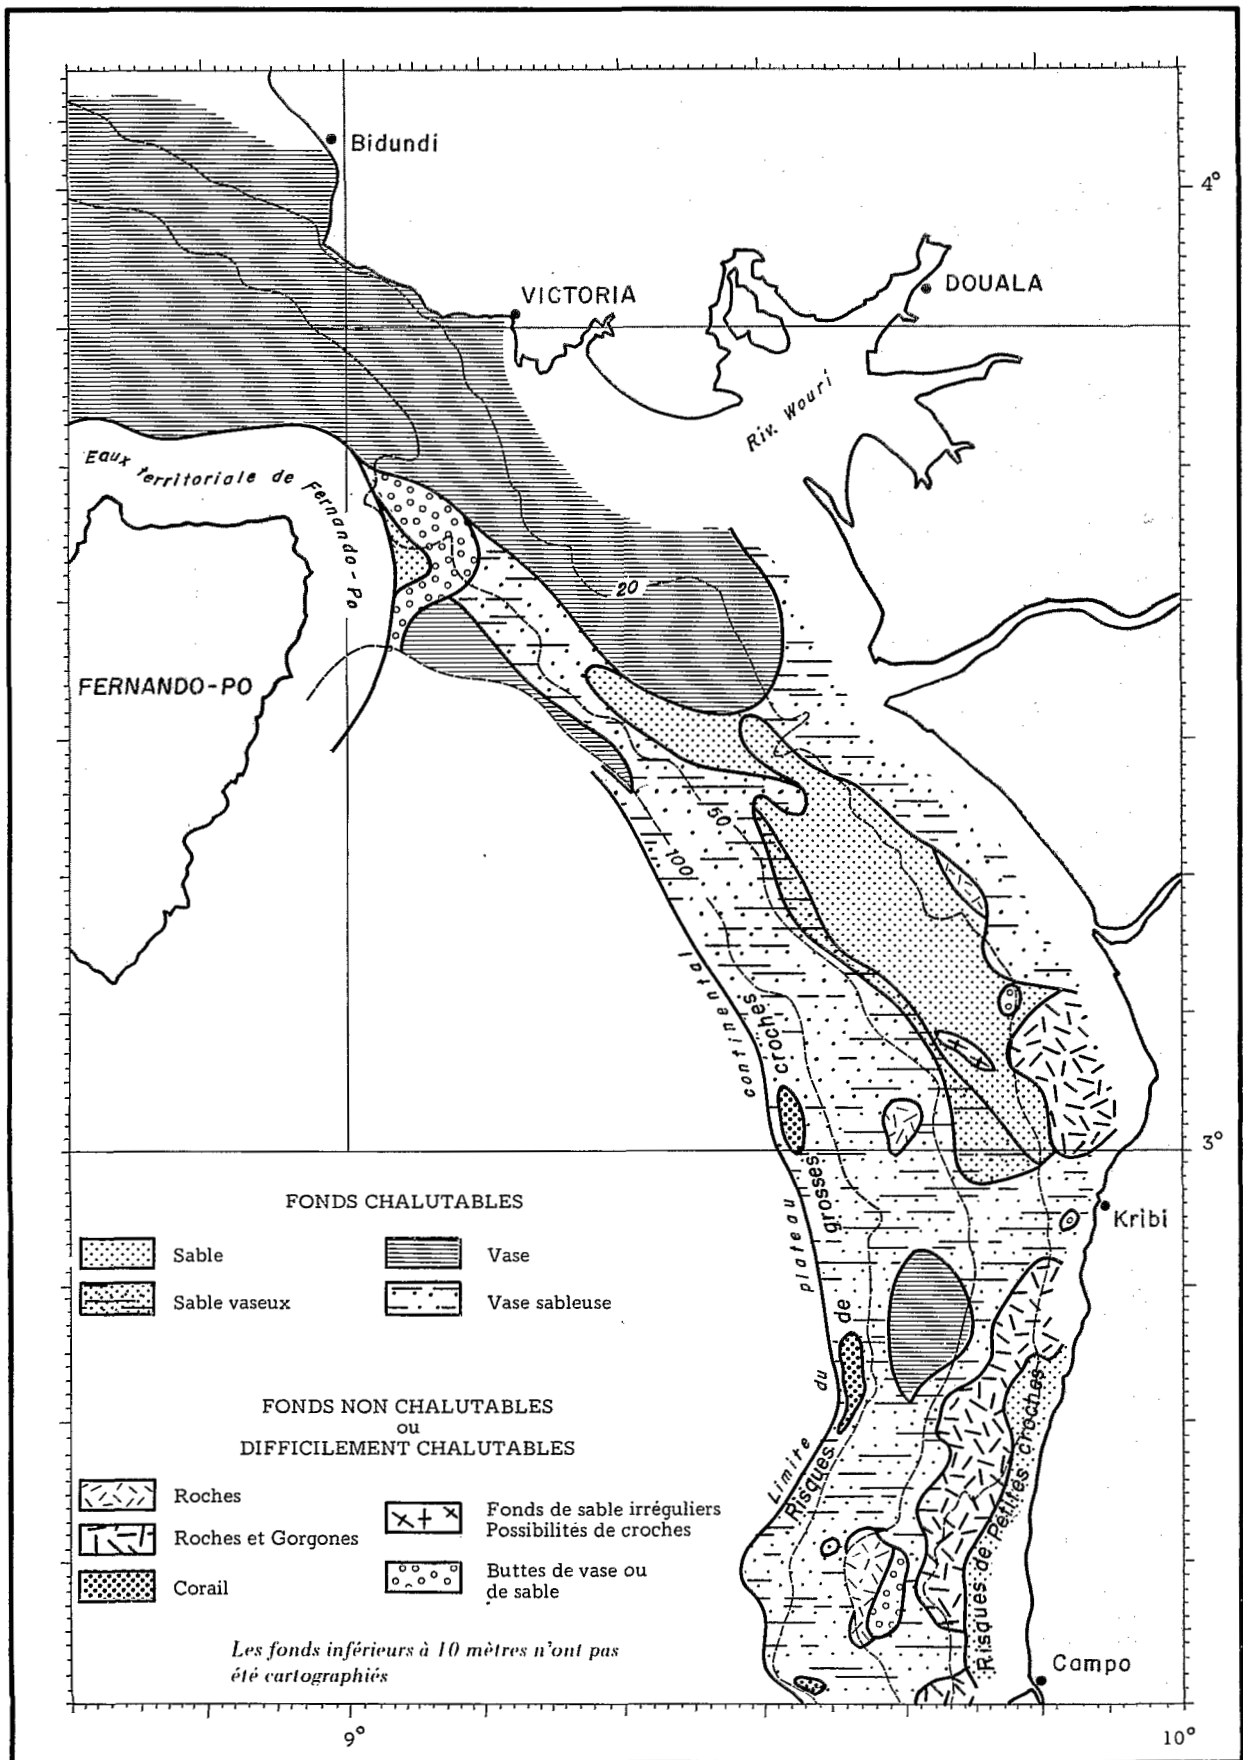 Bidundi
4°
VICTORIA
DOUALA
Riv. Wouri
Eaux territoriale de Fernando-Po
20
FERNANDO-PO
50
100
3°
Kribi
Limite du plateau continental
Risques de grosses croches
Risques de Petites croches
Campo
FONDS CHALUTABLES
Sable
Vase
Sable vaseux
Vase sableuse
FONDS NON CHALUTABLES
ou
DIFFICILEMENT CHALUTABLES
Roches
Fonds de sable irréguliers
Possibilités de croches
Roches et Gorgones
Corail
Buttes de vase ou
de sable
Les fonds inférieurs à 10 mètres n'ont pas
été cartographiés
9°
10°